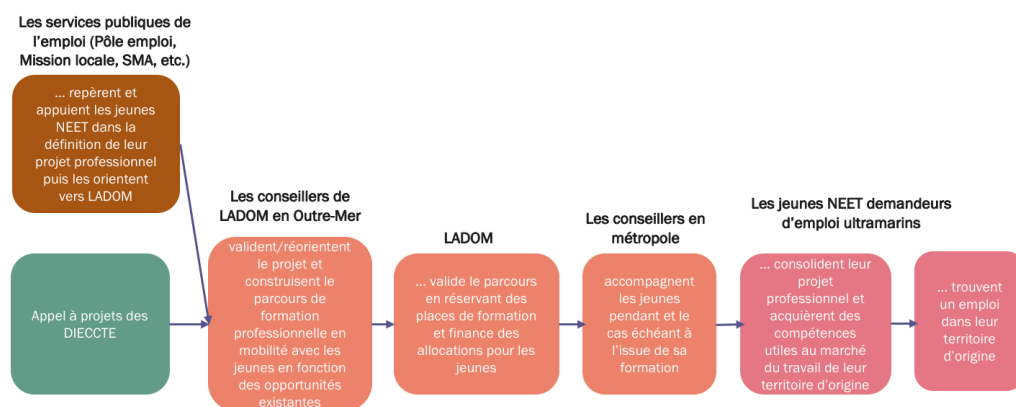 Les services publiques de
l'emploi (Pôle emploi,
Mission locale, SMA, etc.)
... repèrent et
appuient les jeunes
NEET dans la
définition de leur
projet professionnel
puis les orientent
vers LADOM
Appel à projets des
DIECCTE
Les conseillers de
LADOM en Outre-Mer
valident/réorientent
le projet et
construisent le
parcours de
formation
professionnelle en
mobilité avec les
jeunes en fonction
des opportunités
existantes
LADOM
... valide le parcours
en réservant des
places de formation
et finance des
allocations pour les
jeunes
Les conseillers en
métropole
accompagnent
les jeunes
pendant et le
cas échéant à
l'issue de sa
formation
Les jeunes NEET demandeurs
d'emploi ultramarins
... consolident leur
projet
professionnel et
acquièrent des
compétences
utiles au marché
du travail de leur
territoire d'origine
... trouvent
un emploi
dans leur
territoire
d'origine